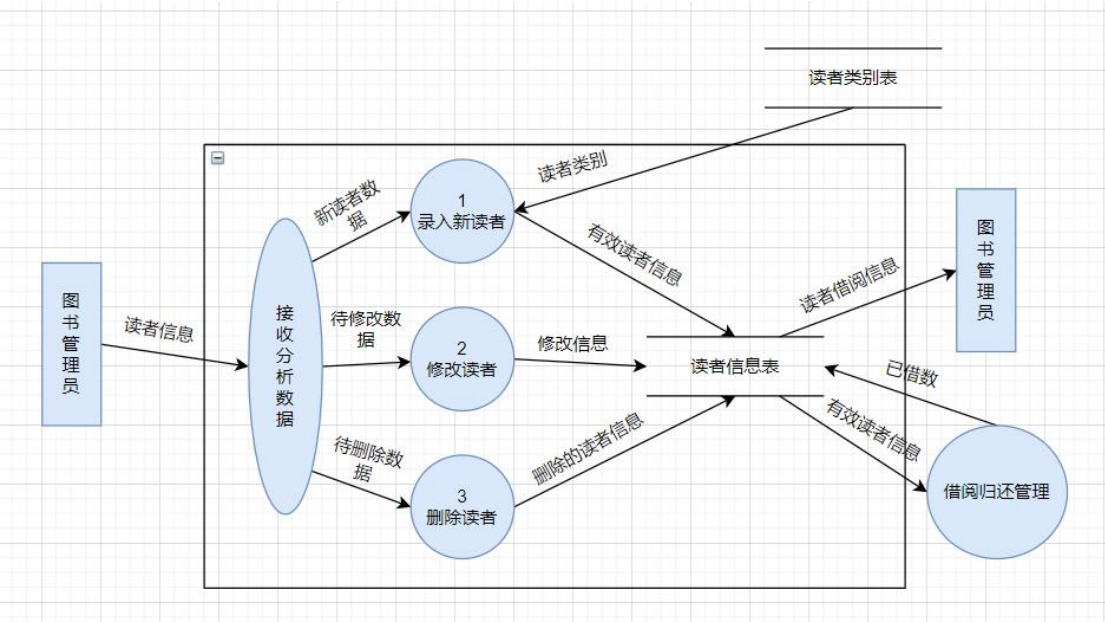 读者类别表
读者类别
新读者数
据
1
录入新读者
有效读者信息
图
书
管
理
员
读者借阅信息
图
书
管
理
员
读者信息
接
收
分
析
数
据
待修改数
据
2
修改读者
修改信息
读者信息表
已借数
有效读者信息
待删除数
据
3
删除读者
删除的读者信息
借阅归还管理